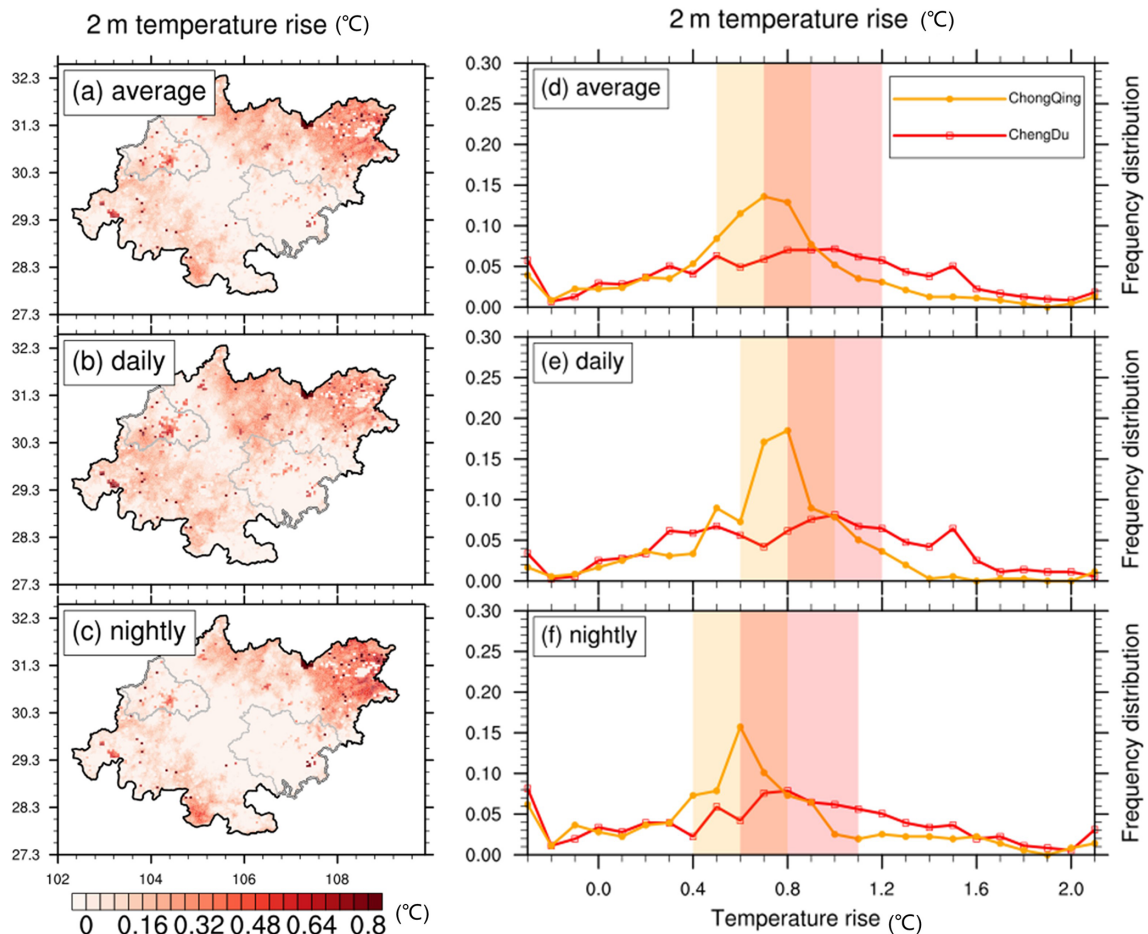 2 m temperature rise (℃)
32.3
(a) average
31.3
30.3
29.3
28.3
27.3
32.3
(b) daily
31.3
30.3
29.3
28.3
27.3
32.3
(c) nightly
31.3
30.3
29.3
28.3
27.3
102 104 106 108
0 0.16 0.32 0.48 0.64 0.8 (℃)
2 m temperature rise (℃)
0.30
(d) average
ChongQing
0.25
ChengDu
0.20
0.15
0.10
0.05
0.00
Frequency distribution
0.30
(e) daily
0.25
0.20
0.15
0.10
0.05
0.00
Frequency distribution
0.30
(f) nightly
0.25
0.20
0.15
0.10
0.05
0.00
Frequency distribution
0.0 0.4 0.8 1.2 1.6 2.0
Temperature rise (℃)